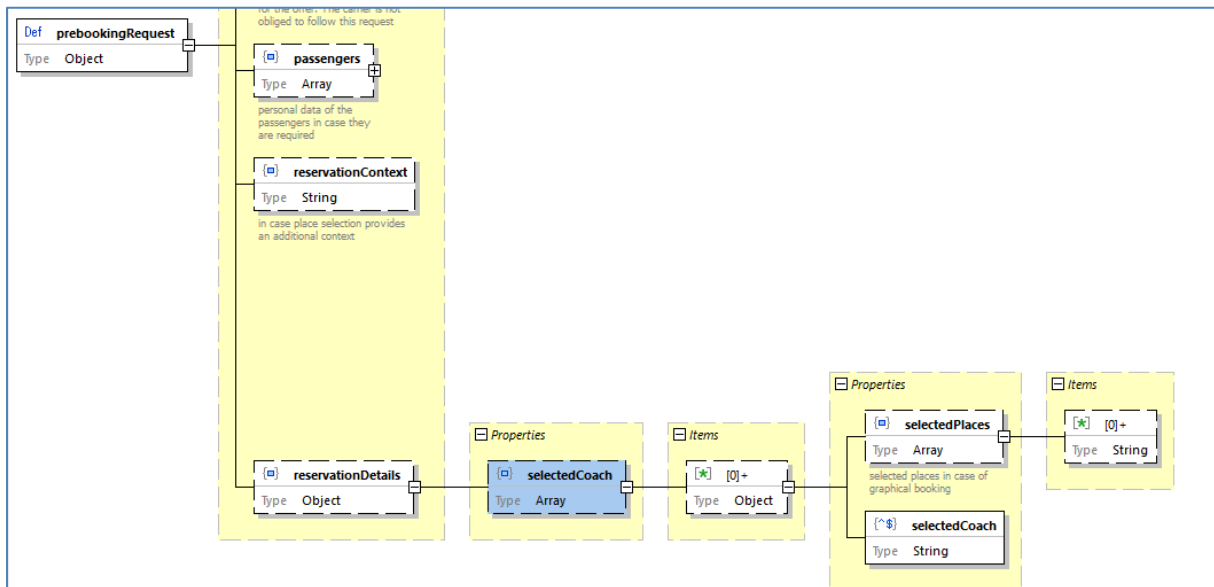 for the offer. The carrier is not
obliged to follow this request
Def prebookingRequest
Type Object
passengers
Type Array
personal data of the
passengers in case they
are required
reservationContext
Type String
in case place selection provides
an additional context
reservationDetails
Type Object
Properties
selectedCoach
Type Array
Items
[*] [0]+
Type Object
Properties
{▫} selectedPlaces
Type Array
selected places in case of
graphical booking
{^$} selectedCoach
Type String
Items
[*] [0]+
Type String